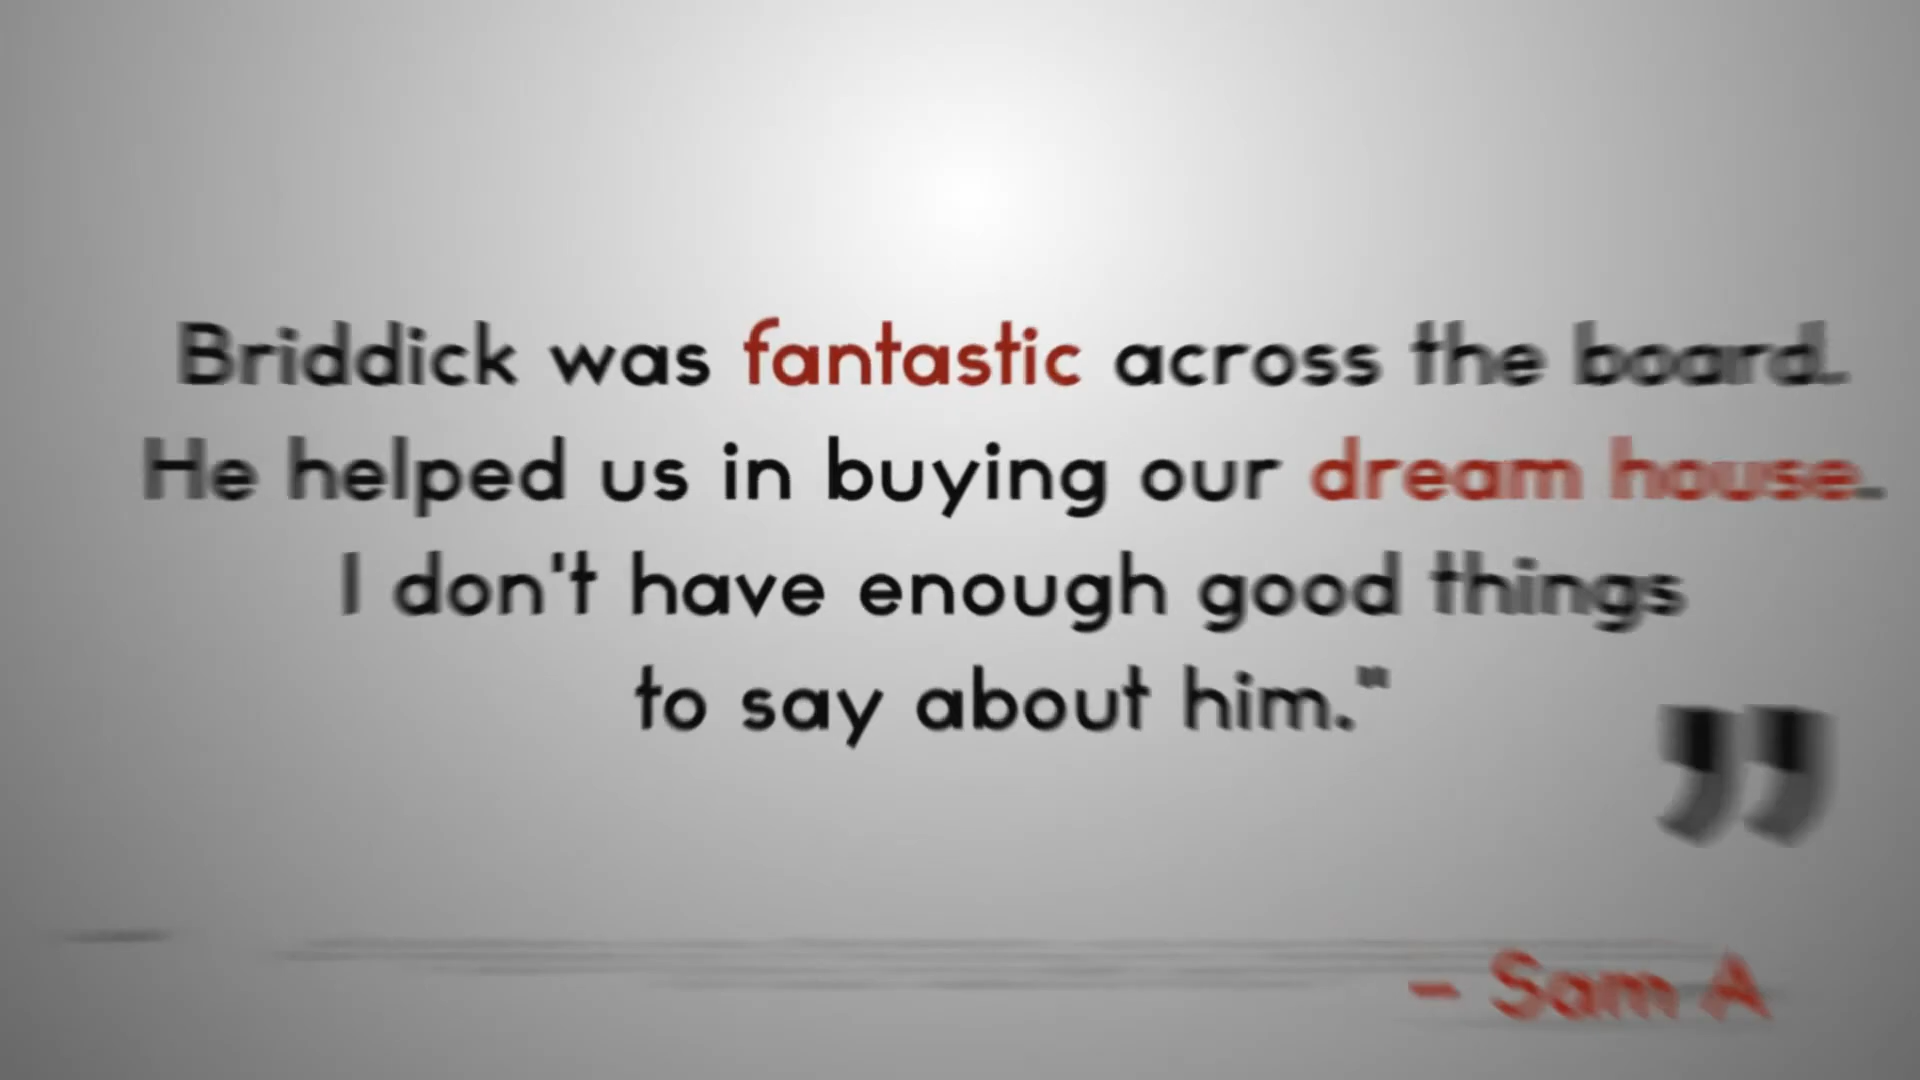 Briddick was fantastic across the board.
He helped us in buying our dream house.
I don't have enough good things
to say about him."
”
- Sam A